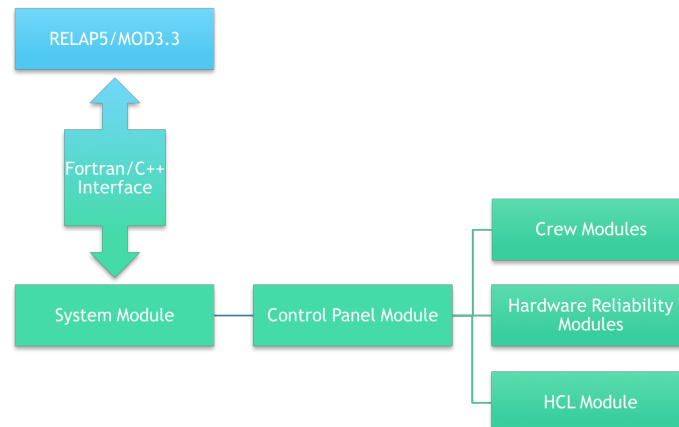 RELAP5/MOD3.3
Fortran/C++
Interface
Crew Modules
System Module
Control Panel Module
Hardware Reliability
Modules
HCL Module